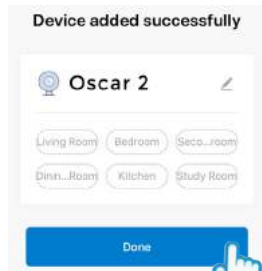 Device added successfully
Oscar 2
Living Room Bedroom Seco...room
Dinin...Room Kitchen Study Room
Done